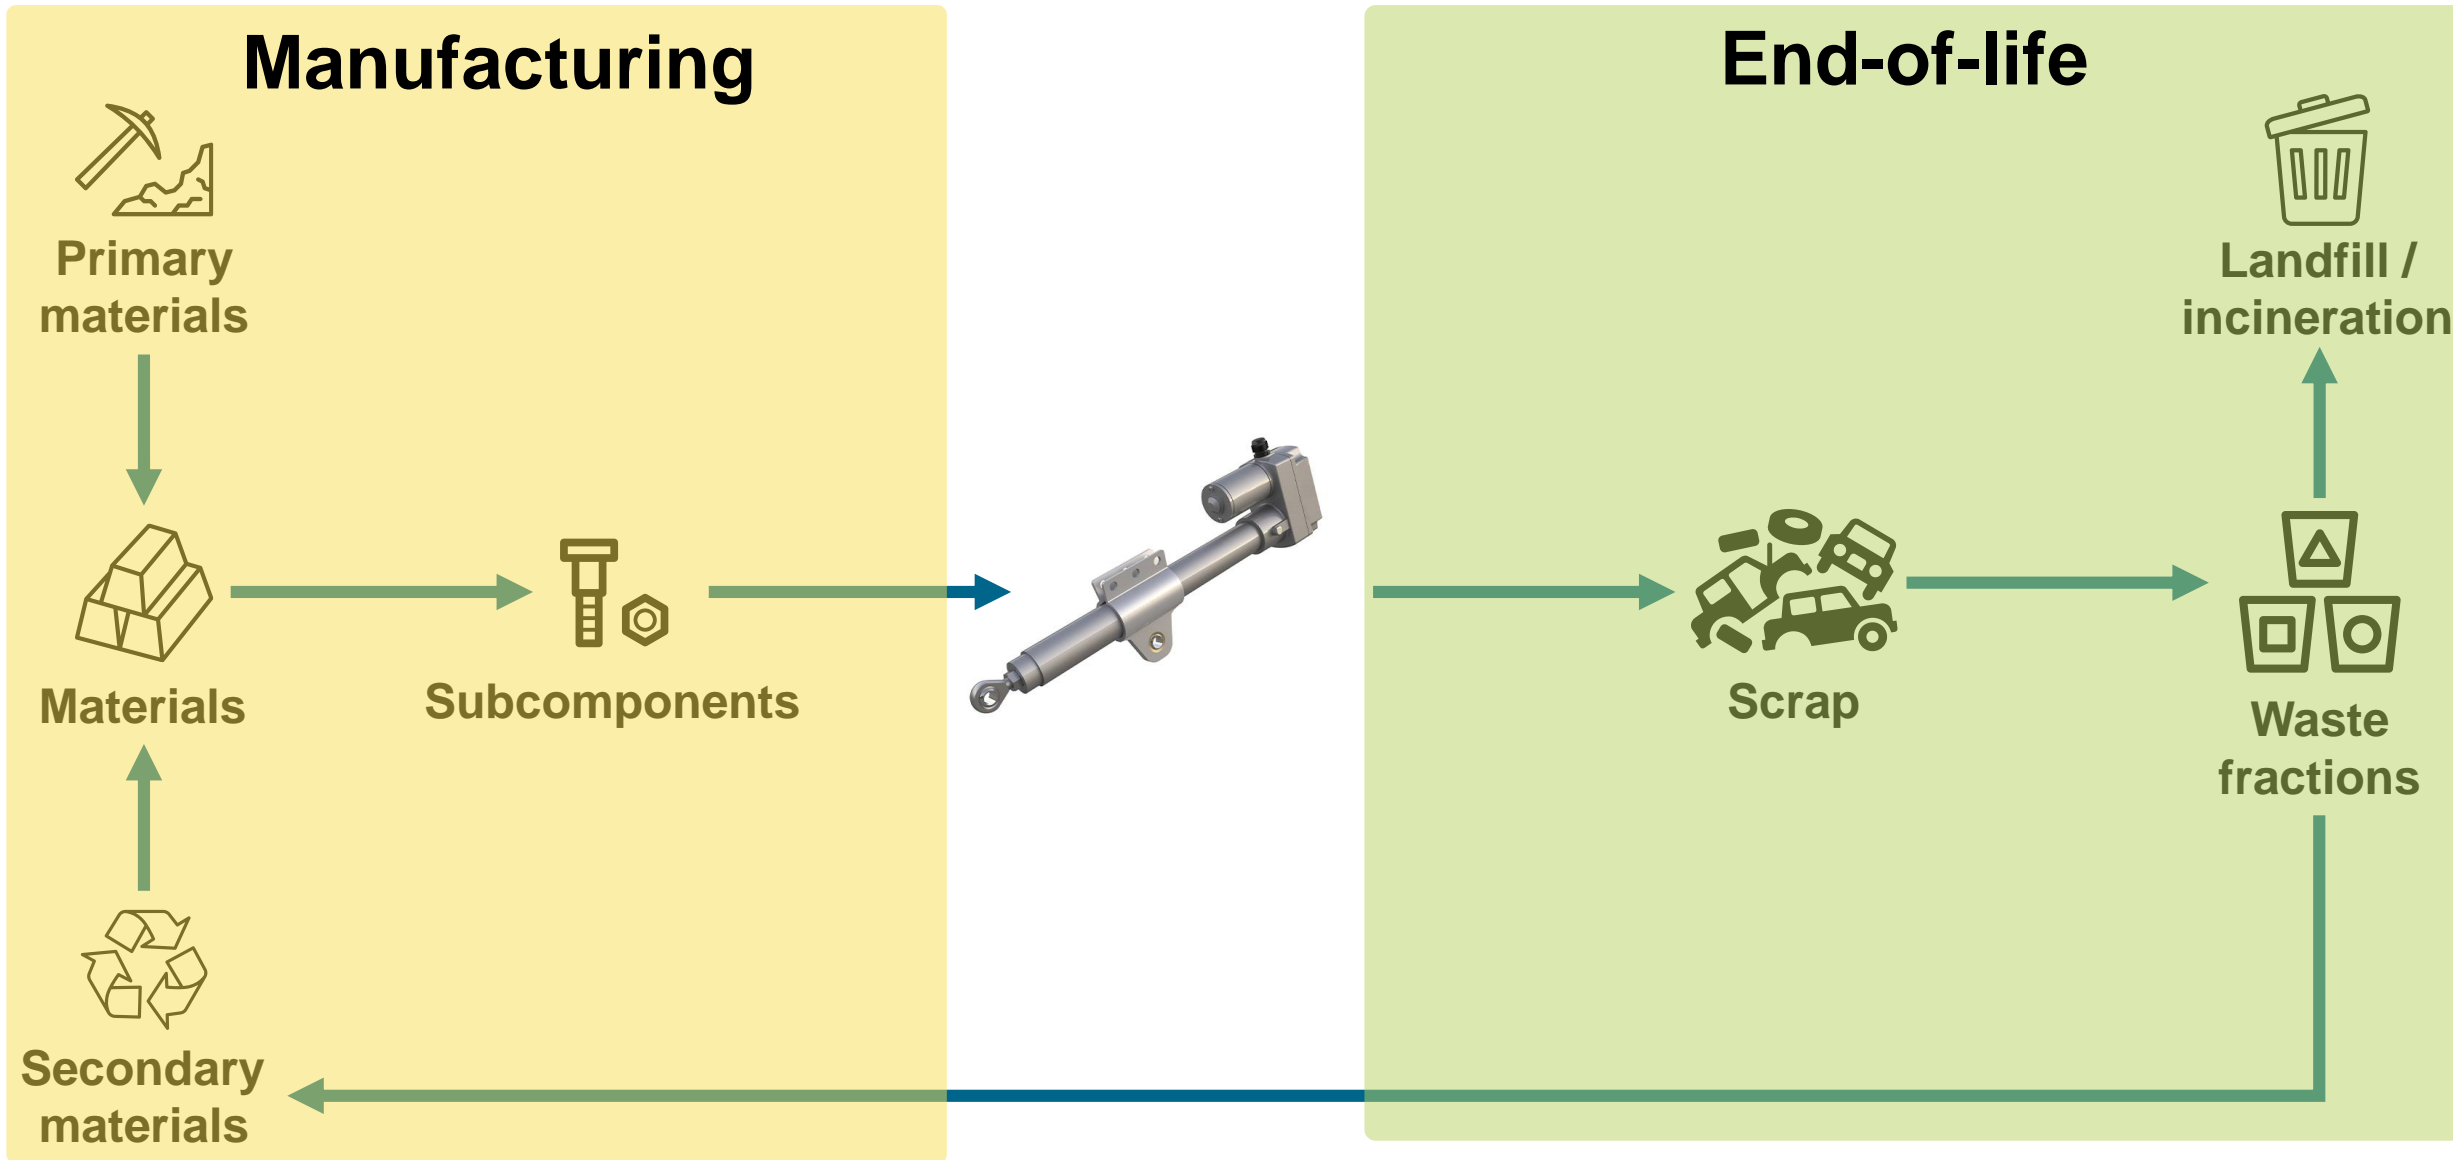 Manufacturing
End-of-life
Primary
materials
Landfill /
incineration
Materials
Subcomponents
Scrap
Waste
fractions
Secondary
materials